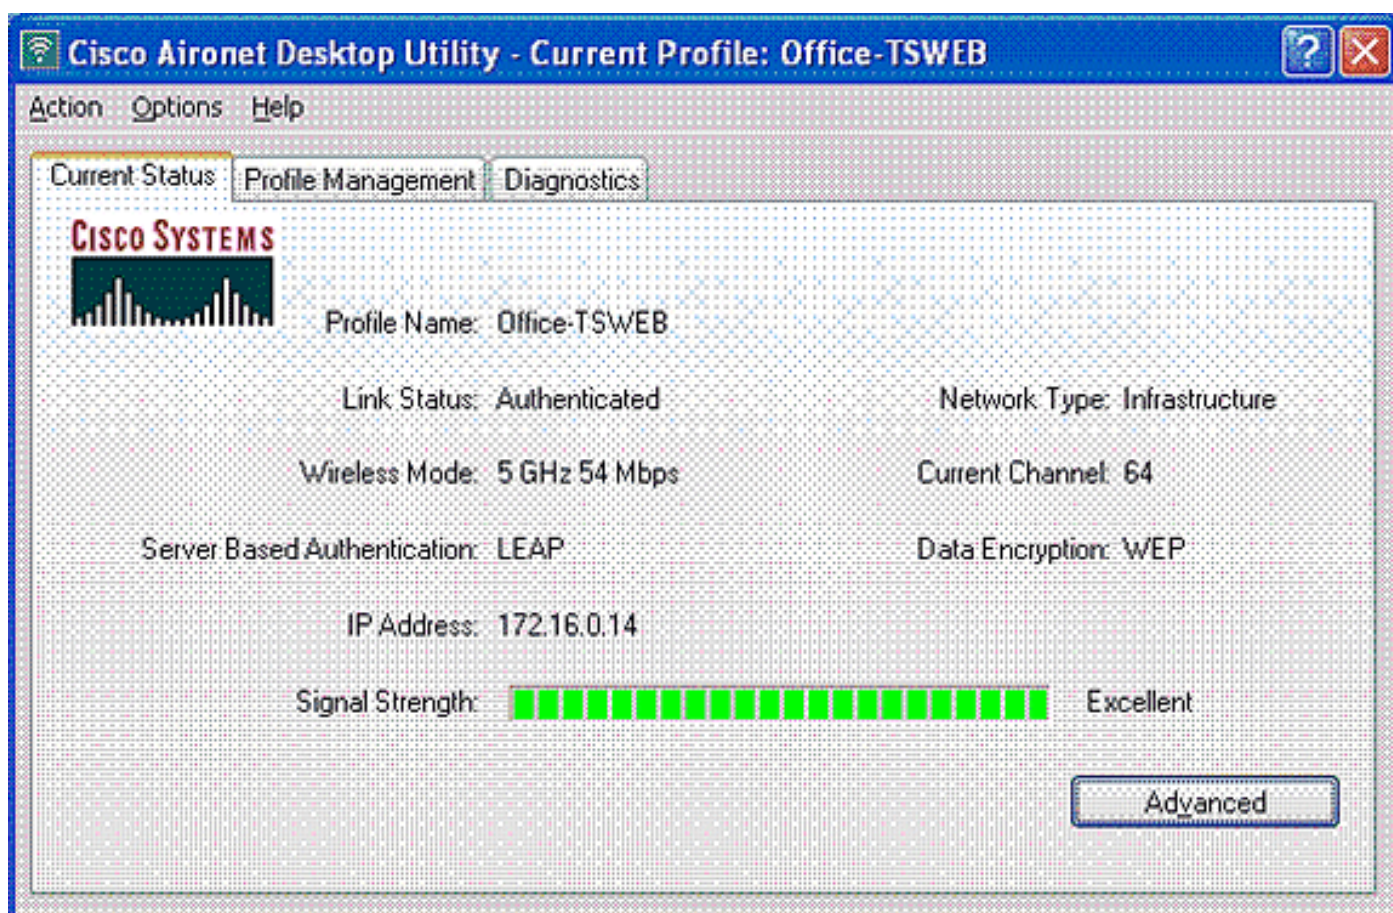 Cisco Aironet Desktop Utility - Current Profile: Office-TSWEB
?
Action Options Help
Current Status Profile Management Diagnostics
CISCO SYSTEMS
Profile Name: Office-TSWEB
Link Status: Authenticated Network Type: Infrastructure
Wireless Mode: 5 GHz 54 Mbps Current Channel: 64
Server Based Authentication: LEAP Data Encryption: WEP
IP Address: 172.16.0.14
Signal Strength: Excellent
Advanced